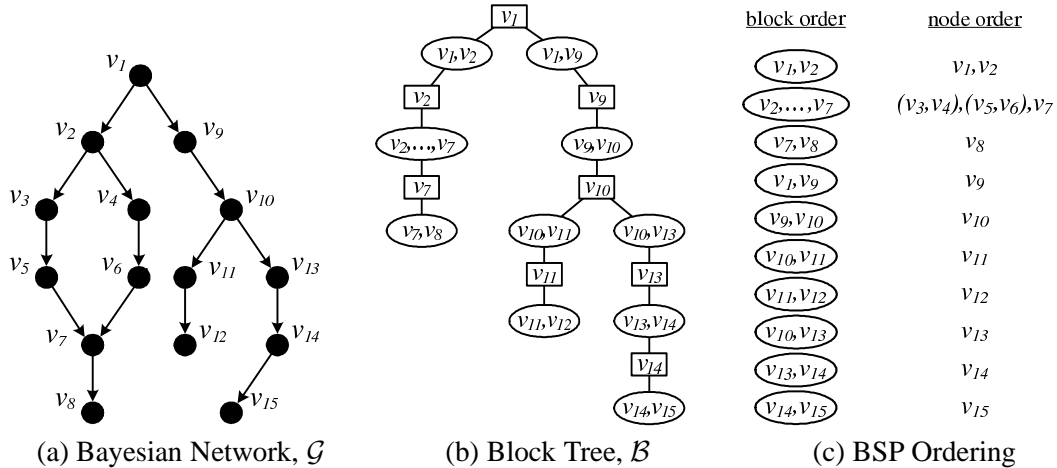 v1
v2
v9
v3
v4
v10
v5
v6
v11
v13
v7
v12
v14
v8
v15
(a) Bayesian Network, 𝒢
v1
v1,v2
v1,v9
v2
v9
v2,...,v7
v9,v10
v7
v10
v7,v8
v10,v11
v10,v13
v11
v13
v11,v12
v13,v14
v14
v14,v15
(b) Block Tree, ℬ
block order node order
v1,v2 v1,v2
v2,...,v7 (v3,v4),(v5,v6),v7
v7,v8 v8
v1,v9 v9
v9,v10 v10
v10,v11 v11
v11,v12 v12
v10,v13 v13
v13,v14 v14
v14,v15 v15
(c) BSP Ordering